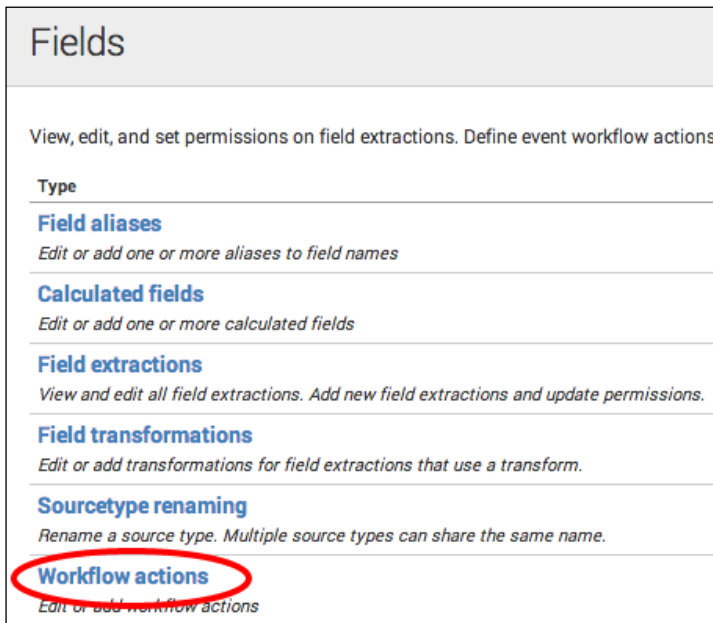 Fields
View, edit, and set permissions on field extractions. Define event workflow actions
Type
Field aliases
Edit or add one or more aliases to field names
Calculated fields
Edit or add one or more calculated fields
Field extractions
View and edit all field extractions. Add new field extractions and update permissions.
Field transformations
Edit or add transformations for field extractions that use a transform.
Sourcetype renaming
Rename a source type. Multiple source types can share the same name.
Workflow actions
Edit or add workflow actions